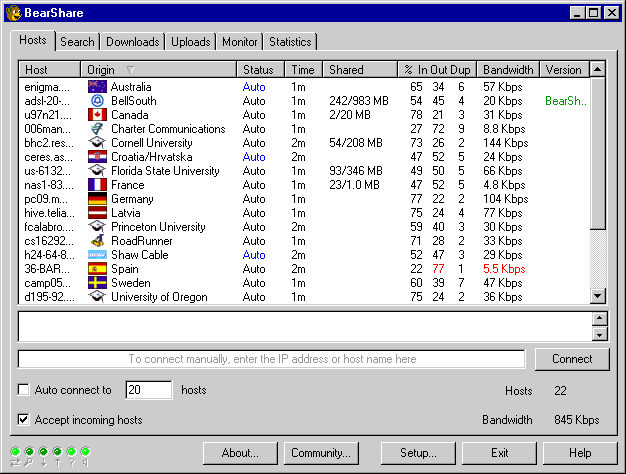 BearShare
Hosts Search Downloads Uploads Monitor Statistics
Host Origin Status Time Shared % In Out Dup Bandwidth Version
enigma.... Australia Auto 1m 65 34 6 57 Kbps
adsl-20-... BellSouth Auto 1m 242/983 MB 54 45 4 20 Kbps BearSh..
u97n21.... Canada Auto 1m 2/20 MB 78 21 3 31 Kbps
006man.... Charter Communications Auto 1m 27 72 9 8.8 Kbps
bhc2.res... Cornell University Auto 2m 54/208 MB 73 26 2 144 Kbps
ceres.as... Croatia/Hrvatska Auto 2m 47 52 5 24 Kbps
us-6132... Florida State University Auto 1m 93/346 MB 49 50 5 66 Kbps
nas1-83... France Auto 1m 23/1.0 MB 47 52 5 4.8 Kbps
pc09.m... Germany Auto 1m 77 22 2 104 Kbps
hive.telia... Latvia Auto 1m 75 24 4 77 Kbps
fcalabro.... Princeton University Auto 2m 59 40 3 30 Kbps
cs16292... RoadRunner Auto 1m 71 28 2 33 Kbps
h24-64-8... Shaw Cable Auto 2m 52 47 3 29 Kbps
36-BAR... Spain Auto 2m 22 77 1 5.5 Kbps
camp05.... Sweden Auto 1m 60 39 7 47 Kbps
d195-92... University of Oregon Auto 1m 75 24 2 36 Kbps
To connect manually, enter the IP address or host name here
Connect
Auto connect to 20 hosts
Hosts 22
Accept incoming hosts
Bandwidth 845 Kbps
About... Community... Setup... Exit Help